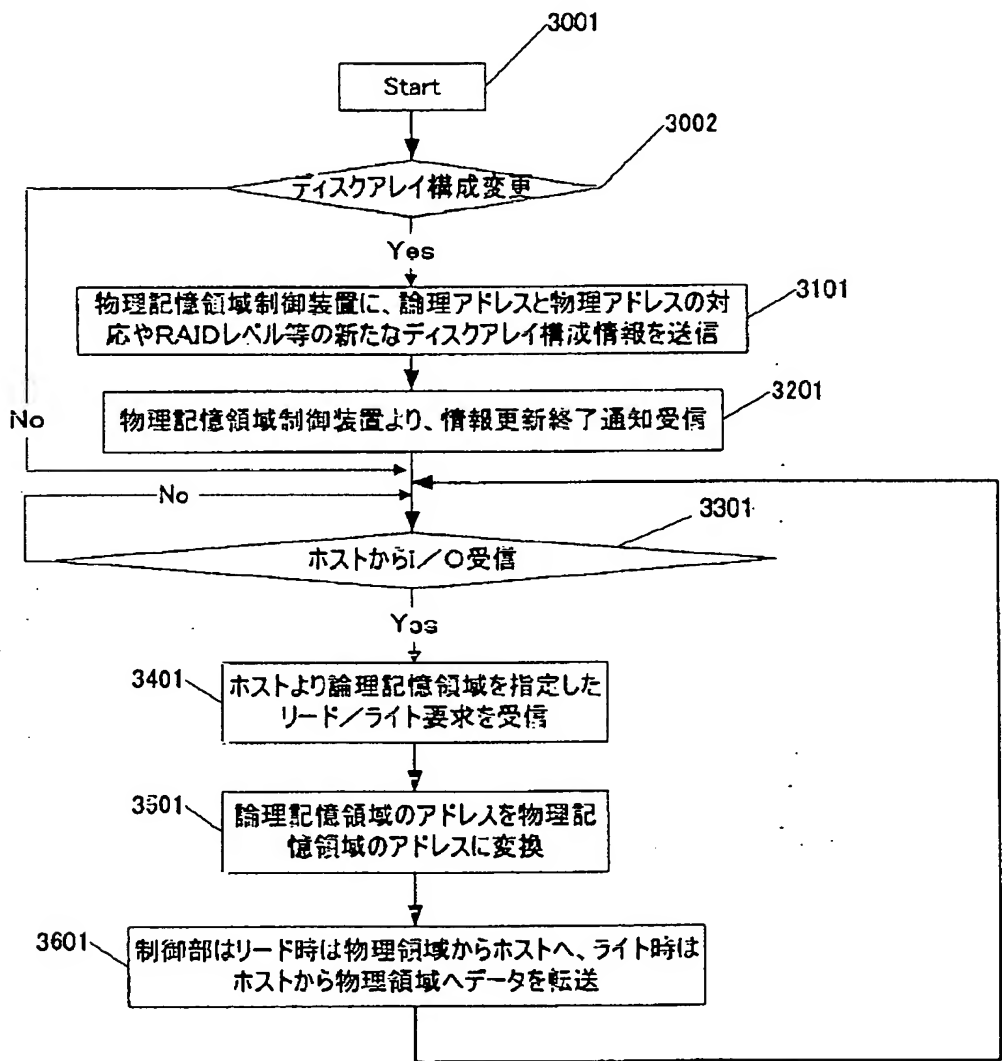 3001
Start
3002
ディスクアレイ構成変更
Yes
物理記憶領域制御装置に、論理アドレスと物理アドレスの対
応やRAIDレベル等の新たなディスクアレイ構成情報を送信
3101
No
物理記憶領域制御装置より、情報更新終了通知受信
3201
No
3301
ホストからI/O受信
Yes
3401
ホストより論理記憶領域を指定した
リード/ライト要求を受信
3501
論理記憶領域のアドレスを物理記
憶領域のアドレスに変換
3601
制御部はリード時は物理領域からホストへ、ライト時は
ホストから物理領域へデータを転送